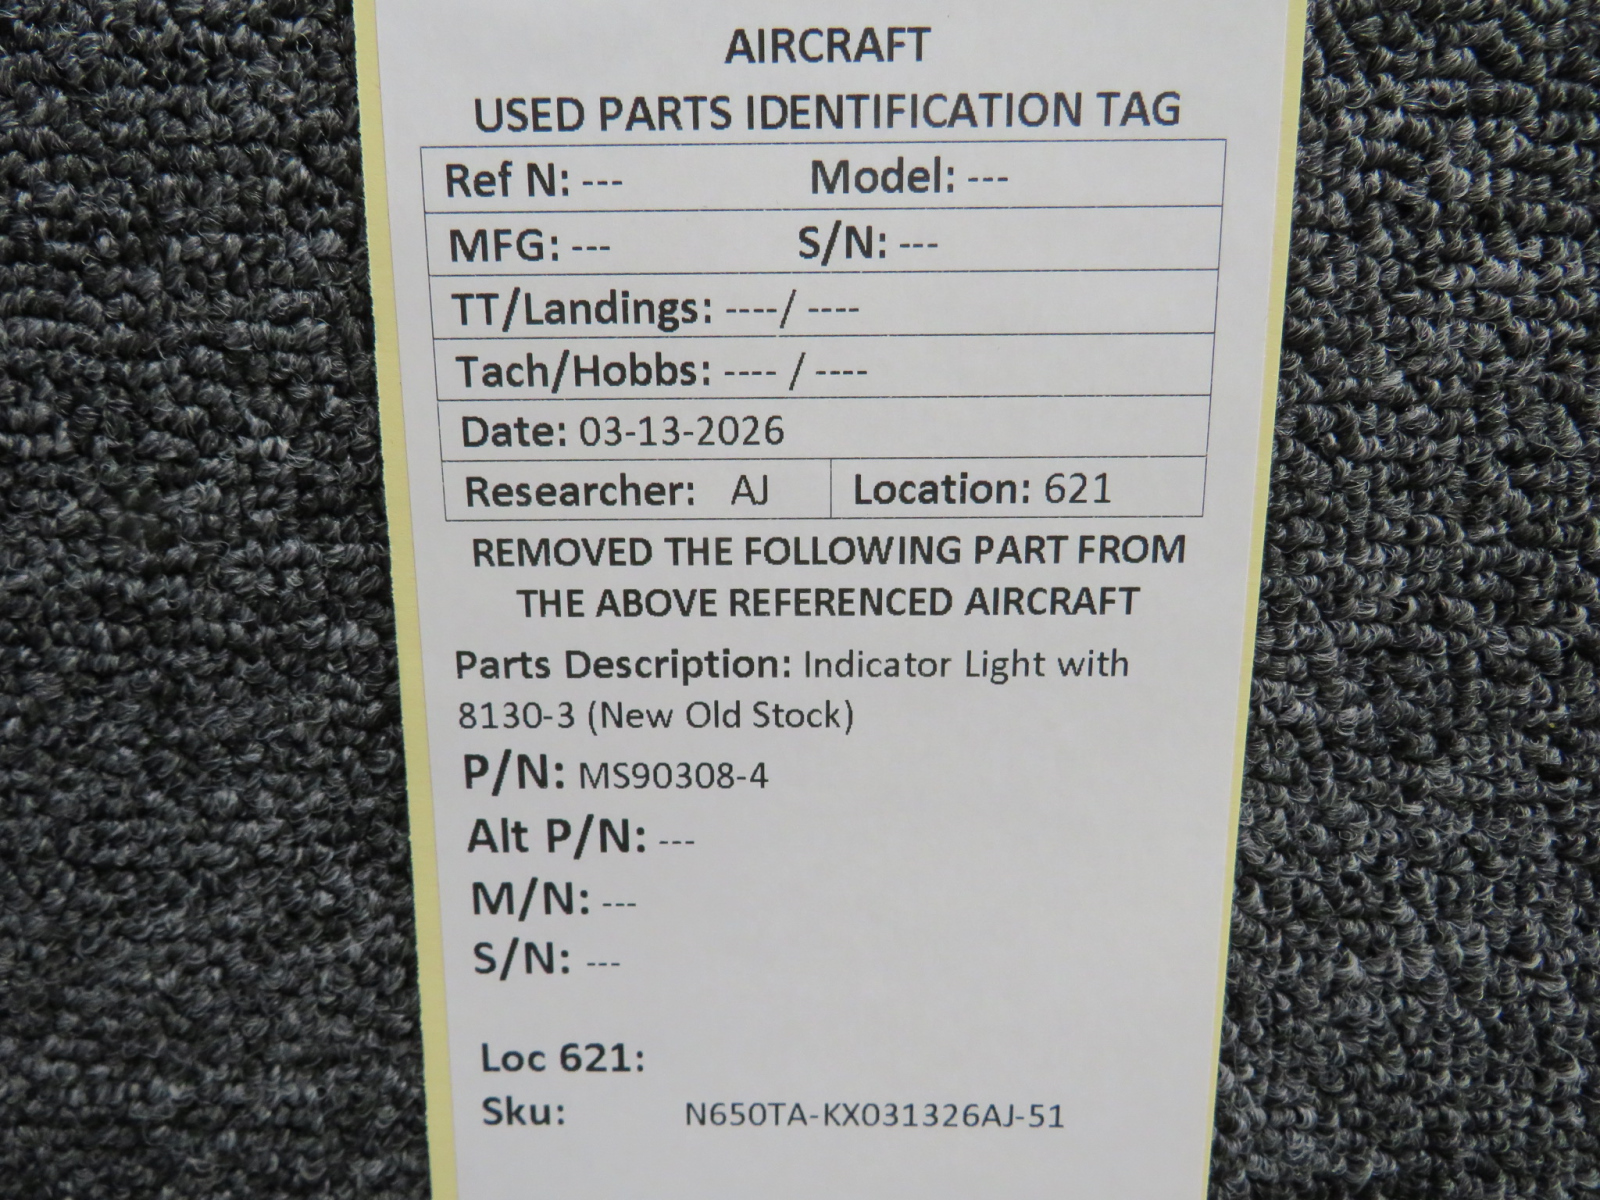 AIRCRAFT
USED PARTS IDENTIFICATION TAG
Ref N: --- Model: ---
MFG: --- S/N: ---
TT/Landings: ----/ ----
Tach/Hobbs: ---- / ----
Date: 03-13-2026
Researcher: AJ Location: 621
REMOVED THE FOLLOWING PART FROM
THE ABOVE REFERENCED AIRCRAFT
Parts Description: Indicator Light with
8130-3 (New Old Stock)
P/N: MS90308-4
Alt P/N: ---
M/N: ---
S/N: ---
Loc 621:
Sku: N650TA-KX031326AJ-51